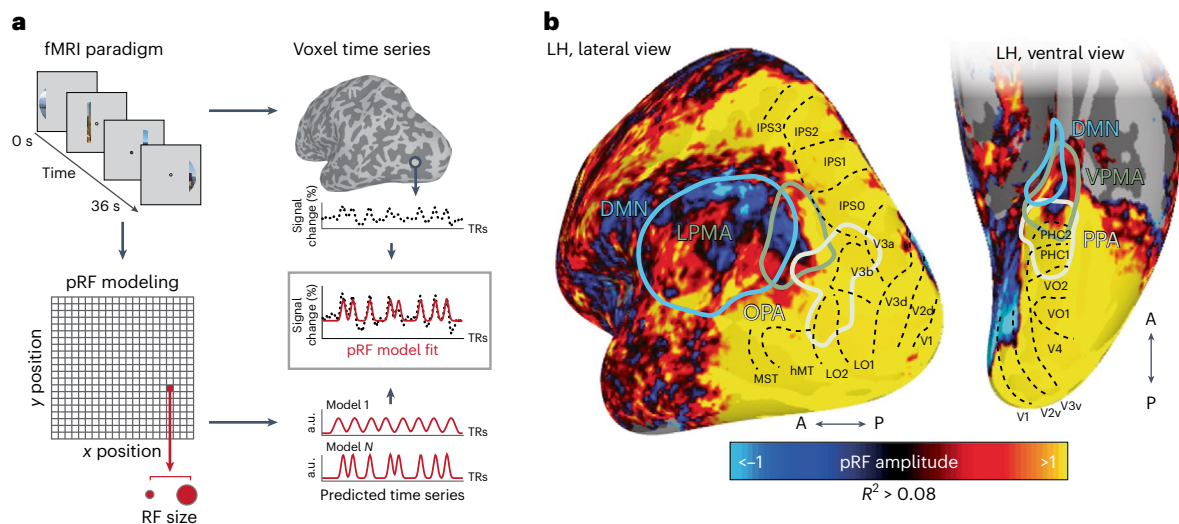 a
fMRI paradigm
0 s
Time
36 s
Voxel time series
Signal
change (%)
TRs
pRF modeling
y position
x position
RF size
Signal
change (%)
TRs
pRF model fit
Model 1
a.u.
TRs
Model N
a.u.
TRs
Predicted time series
b
LH, lateral view
IPS3
IPS2
IPS1
IPS0
DMN
LPMA
OPA
V3a
V3b
V3d
V2d
V1
MST
hMT
LO2
LO1
A
P
LH, ventral view
DMN
VPMA
PPA
PHC2
PHC1
VO2
VO1
V4
V1
V2v
V3v
A
P
<–1
pRF amplitude
>1
R² > 0.08